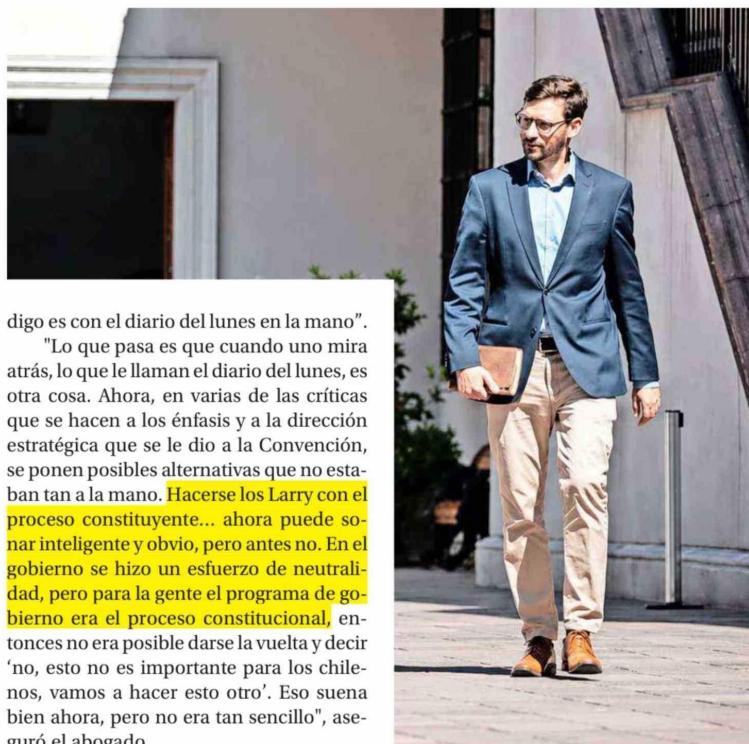 digo es con el diario del lunes en la mano”.
"Lo que pasa es que cuando uno mira
atrás, lo que le llaman el diario del lunes, es
otra cosa. Ahora, en varias de las críticas
que se hacen a los énfasis y a la dirección
estratégica que se le dio a la Convención,
se ponen posibles alternativas que no esta-
ban tan a la mano. Hacerse los Larry con el
proceso constituyente... ahora puede so-
nar inteligente y obvio, pero antes no. En el
gobierno se hizo un esfuerzo de neutrali-
dad, pero para la gente el programa de go-
bierno era el proceso constitucional, en-
tonces no era posible darse la vuelta y decir
‘no, esto no es importante para los chile-
nos, vamos a hacer esto otro’. Eso suena
bien ahora, pero no era tan sencillo", ase-
guró el abogado